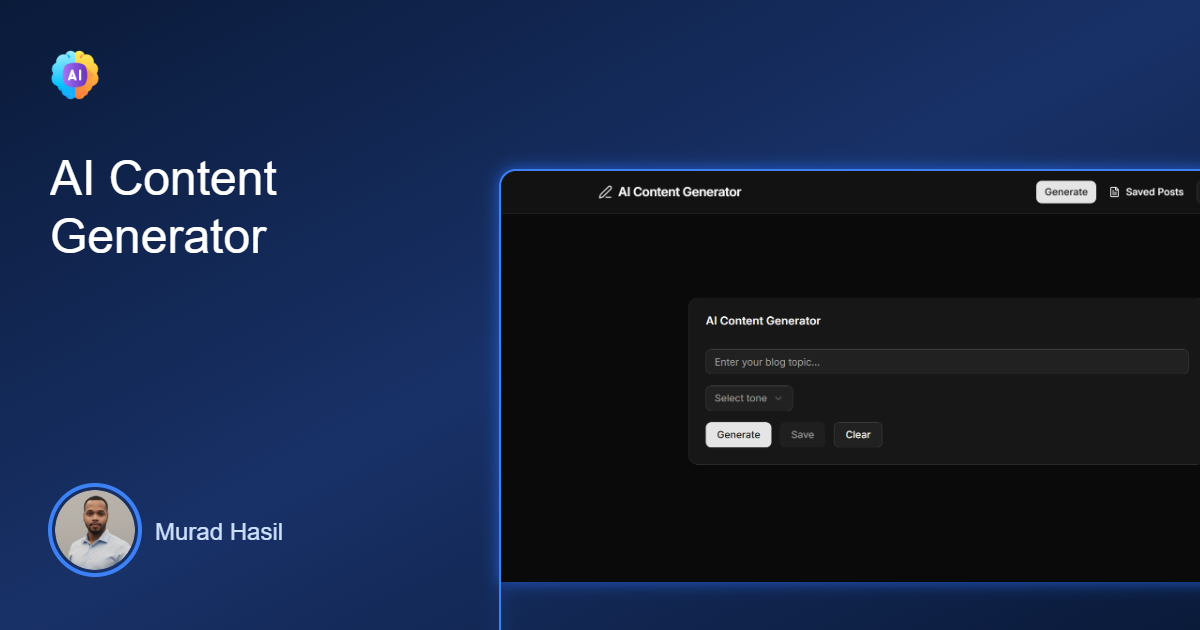 AI
AI Content
Generator
Murad Hasil
AI Content Generator
Generate
Saved Posts
AI Content Generator
Enter your blog topic...
Select tone
Generate
Save
Clear